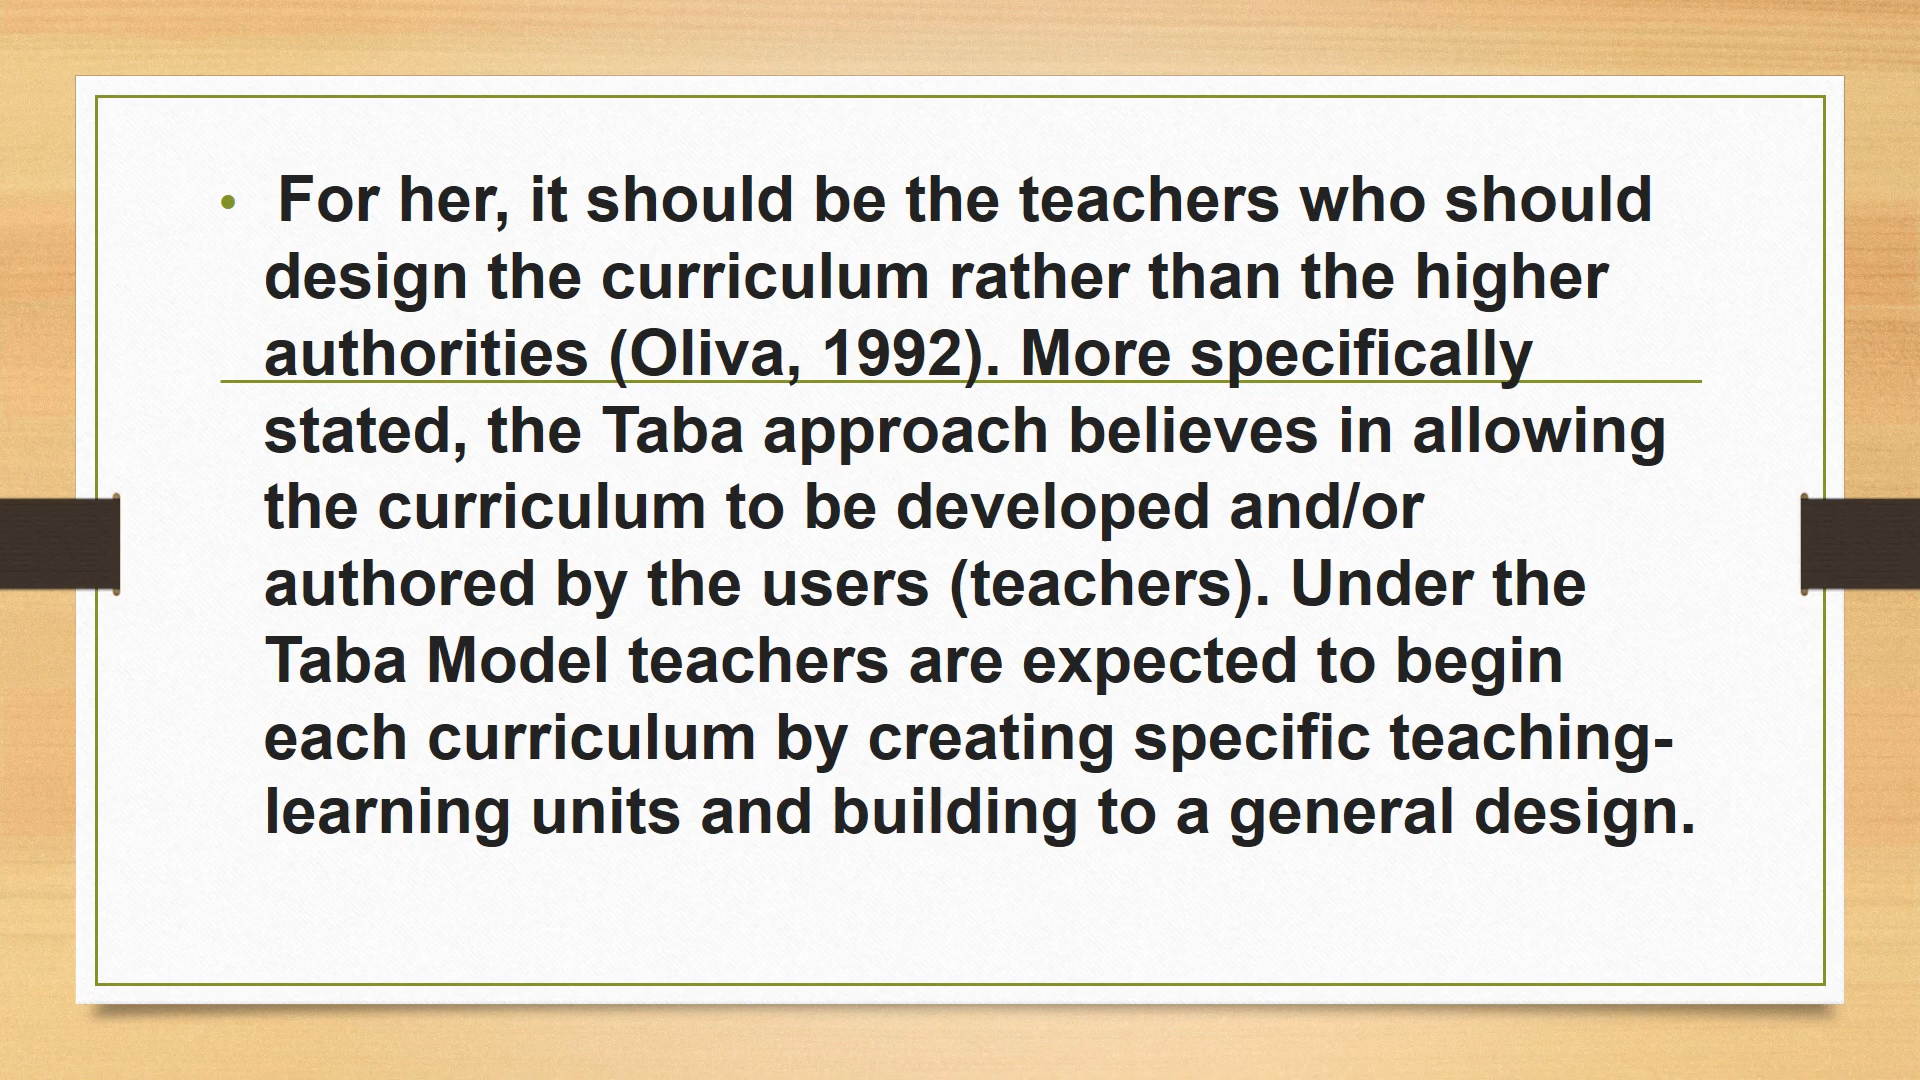 • For her, it should be the teachers who should
design the curriculum rather than the higher
authorities (Oliva, 1992). More specifically
stated, the Taba approach believes in allowing
the curriculum to be developed and/or
authored by the users (teachers). Under the
Taba Model teachers are expected to begin
each curriculum by creating specific teaching-
learning units and building to a general design.